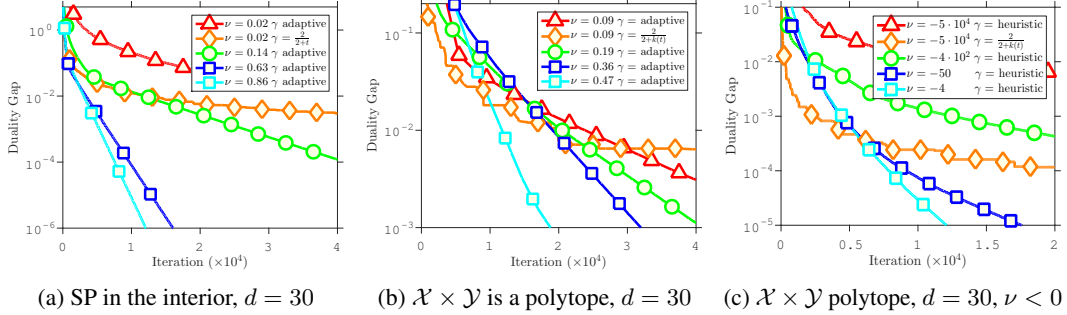 Duality Gap
10^0
10^-2
10^-4
10^-6
0
1
2
3
4
Iteration (×10^4)
ν = 0.02 γ adaptive
ν = 0.02 γ = 2/(2+t)
ν = 0.14 γ adaptive
ν = 0.63 γ adaptive
ν = 0.86 γ adaptive
(a) SP in the interior, d = 30
Duality Gap
10^-1
10^-2
10^-3
0
1
2
3
4
Iteration (×10^4)
ν = 0.09 γ = adaptive
ν = 0.09 γ = 2/(2+k(t))
ν = 0.19 γ = adaptive
ν = 0.36 γ = adaptive
ν = 0.47 γ = adaptive
(b) 𝒳 × 𝒴 is a polytope, d = 30
Duality Gap
10^-1
10^-2
10^-3
10^-4
10^-5
0
0.5
1
1.5
2
Iteration (×10^4)
ν = −5 · 10^4 γ = heuristic
ν = −5 · 10^4 γ = 2/(2+k(t))
ν = −4 · 10^2 γ = heuristic
ν = −50 γ = heuristic
ν = −4 γ = heuristic
(c) 𝒳 × 𝒴 polytope, d = 30, ν < 0